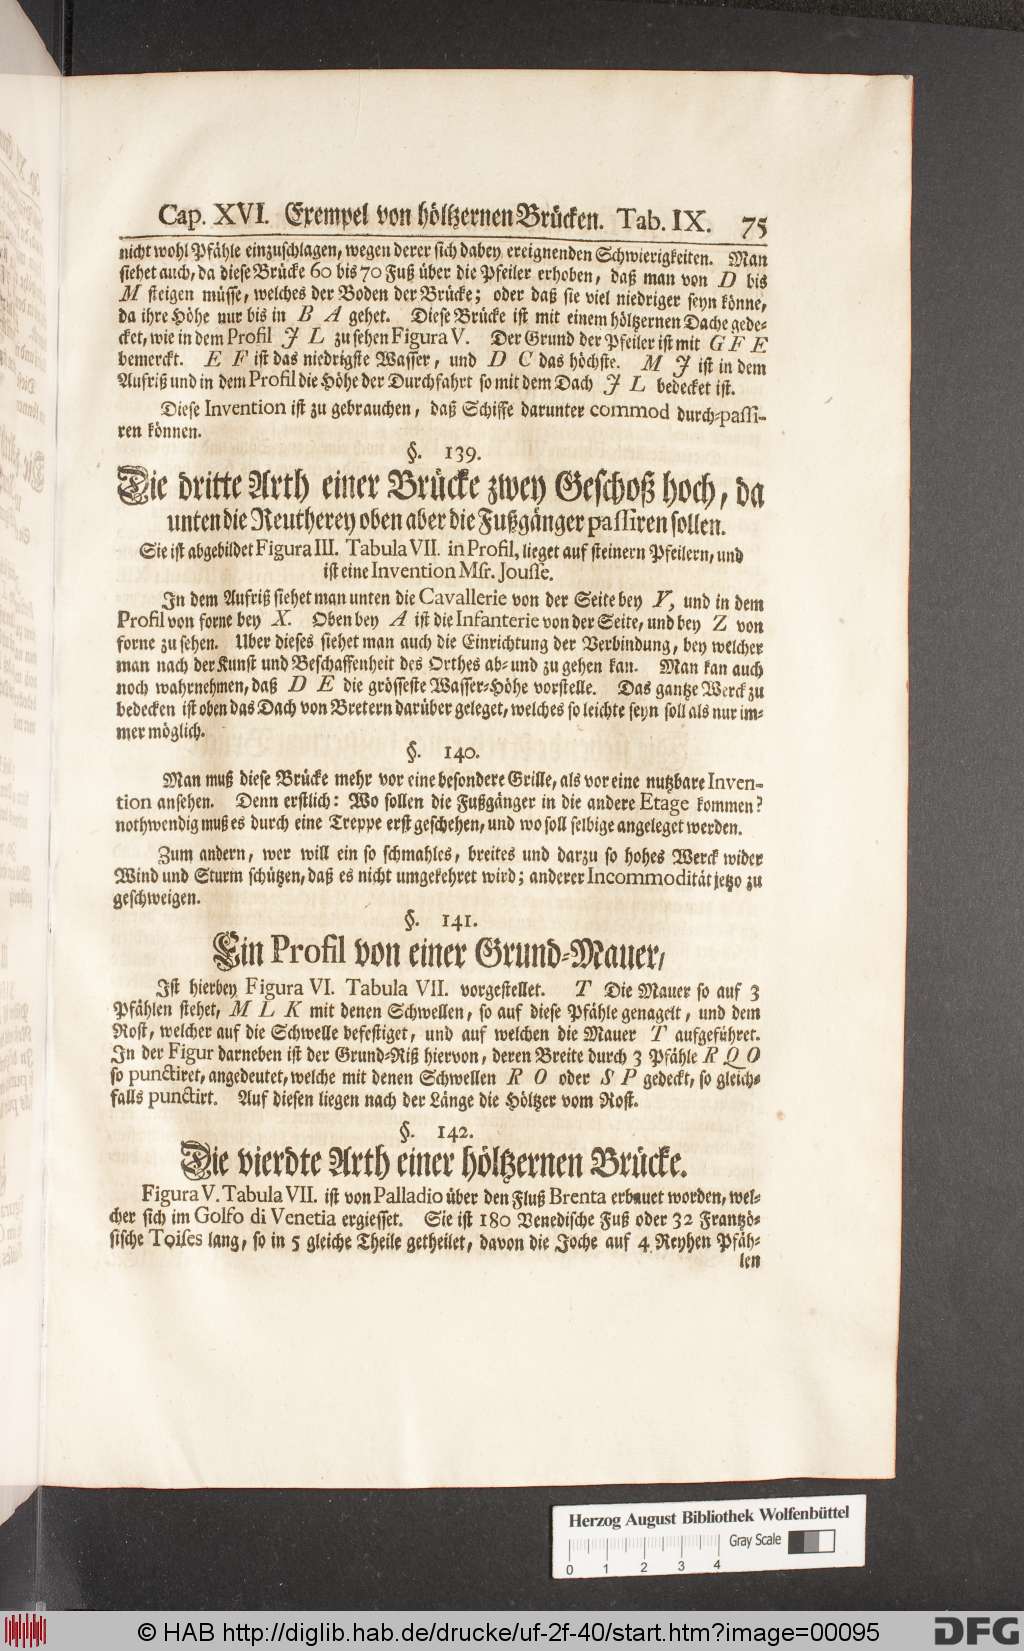 Cap. XVI. Exempel von höltzernen Brücken. Tab. IX. 75
nicht wohl Pfähle einzuschlagen, wegen derer sich dabey ereignenden Schwierigkeiten. Man
siehet auch, da diese Brücke 60 bis 70 Fuß über die Pfeiler erhoben, daß man von D bis
M steigen müsse, welches der Boden der Brücke; oder daß sie viel niedriger seyn könne,
da ihre Höhe nur bis in B A gehet. Diese Brücke ist mit einem höltzernen Dache gede-
cket, wie in dem Profil J L zu sehen Figura V. Der Grund der Pfeiler ist mit G F E
bemerckt. E F ist das niedrigste Wasser, und D C das höchste. M J ist in dem
Aufriß und in dem Profil die Höhe der Durchfahrt so mit dem Dach J L bedecket ist.
Diese Invention ist zu gebrauchen, daß Schiffe darunter commod durch-passi-
ren können.
§. 139.
Die dritte Arth einer Brücke zwey Geschoß hoch, da
unten die Reutherey oben aber die Fußgänger passiren sollen.
Sie ist abgebildet Figura III. Tabula VII. in Profil, lieget auf steinern Pfeilern, und
ist eine Invention Msr. Jousse.
In dem Aufriß siehet man unten die Cavallerie von der Seite bey Y, und in dem
Profil von forne bey X. Oben bey A ist die Infanterie von der Seite, und bey Z von
forne zu sehen. Uber dieses siehet man auch die Einrichtung der Verbindung, bey welcher
man nach der Kunst und Beschaffenheit des Orthes ab- und zu gehen kan. Man kan auch
noch wahrnehmen, daß D E die grösseste Wasser-Höhe vorstelle. Das gantze Werck zu
bedecken ist oben das Dach von Bretern darüber geleget, welches so leichte seyn soll als nur im-
mer möglich.
§. 140.
Man muß diese Brücke mehr vor eine besondere Grille, als vor eine nutzbare Inven-
tion ansehen. Denn erstlich: Wo sollen die Fußgänger in die andere Etage kommen?
nothwendig muß es durch eine Treppe erst geschehen, und wo soll selbige angeleget werden.
Zum andern, wer will ein so schmahles, breites und darzu so hohes Werck wider
Wind und Sturm schützen, daß es nicht umgekehret wird; anderer Incommodität jetzo zu
geschweigen.
§. 141.
Ein Profil von einer Grund-Mauer,
Ist hierbey Figura VI. Tabula VII. vorgestellet. T Die Mauer so auf 3
Pfählen stehet, M L K mit denen Schwellen, so auf diese Pfähle genagelt, und dem
Rost, welcher auf die Schwelle befestiget, und auf welchen die Mauer T aufgeführet.
In der Figur darneben ist der Grund-Riß hiervon, deren Breite durch 3 Pfähle R Q O
so punctiret, angedeutet, welche mit denen Schwellen R O oder S P gedeckt, so gleich-
falls punctirt. Auf diesen liegen nach der Länge die Höltzer vom Rost.
§. 142.
Die vierdte Arth einer höltzernen Brücke.
Figura V. Tabula VII. ist von Palladio über den Fluß Brenta erbauet worden, wel-
cher sich im Golfo di Venetia ergiesset. Sie ist 180 Venedische Fuß oder 32 Frantzö-
sische Toises lang, so in 5 gleiche Theile getheilet, davon die Joche auf 4 Reyhen Pfäh-
len
Herzog August Bibliothek Wolfenbüttel
Gray Scale
0 1 2 3 4
© HAB http://diglib.hab.de/drucke/uf-2f-40/start.htm?image=00095
DFG